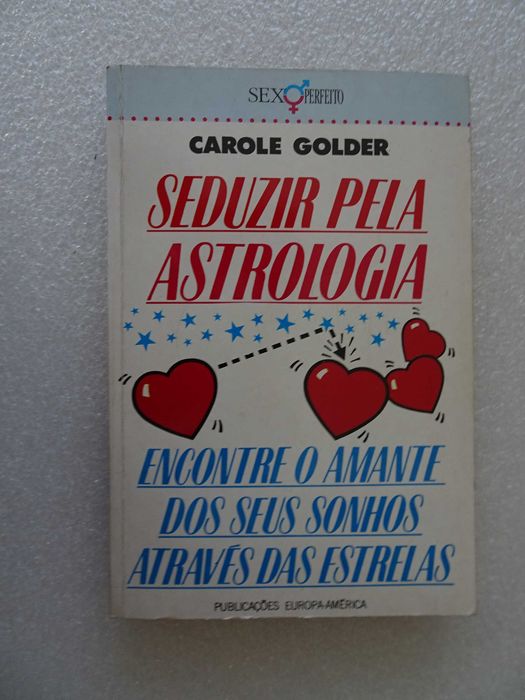 SEXO PERFEITO
CAROLE GOLDER
SEDUZIR PELA
ASTROLOGIA
ENCONTRE O AMANTE
DOS SEUS SONHOS
ATRAVÉS DAS ESTRELAS
PUBLICAÇÕES EUROPA-AMÉRICA